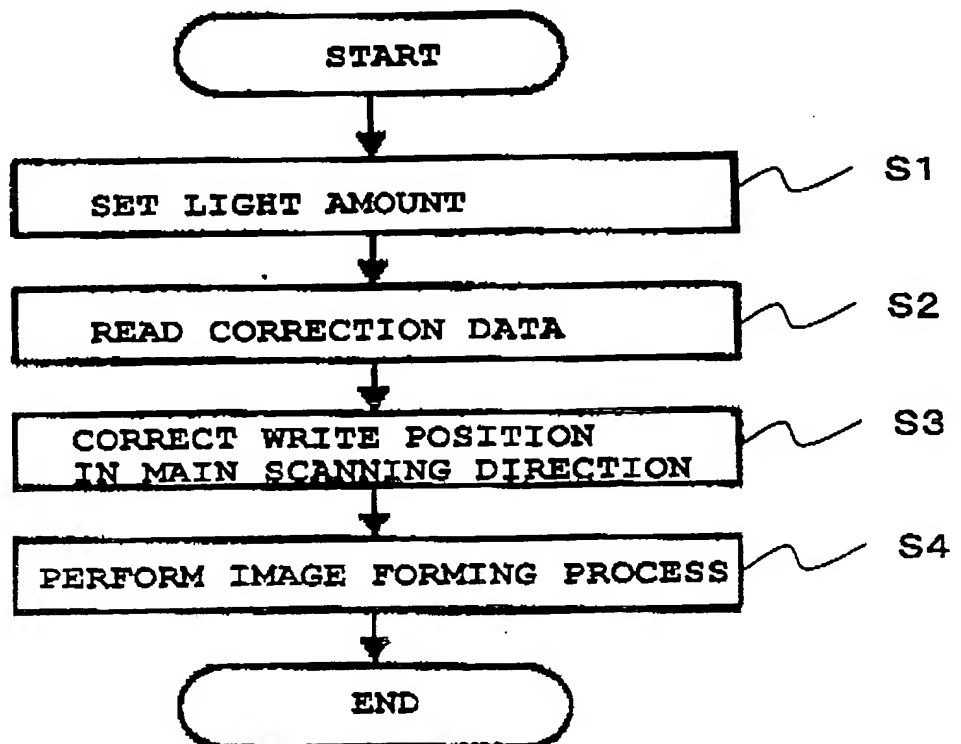 START
SET LIGHT AMOUNT
S1
READ CORRECTION DATA
S2
CORRECT WRITE POSITION
IN MAIN SCANNING DIRECTION
S3
PERFORM IMAGE FORMING PROCESS
S4
END